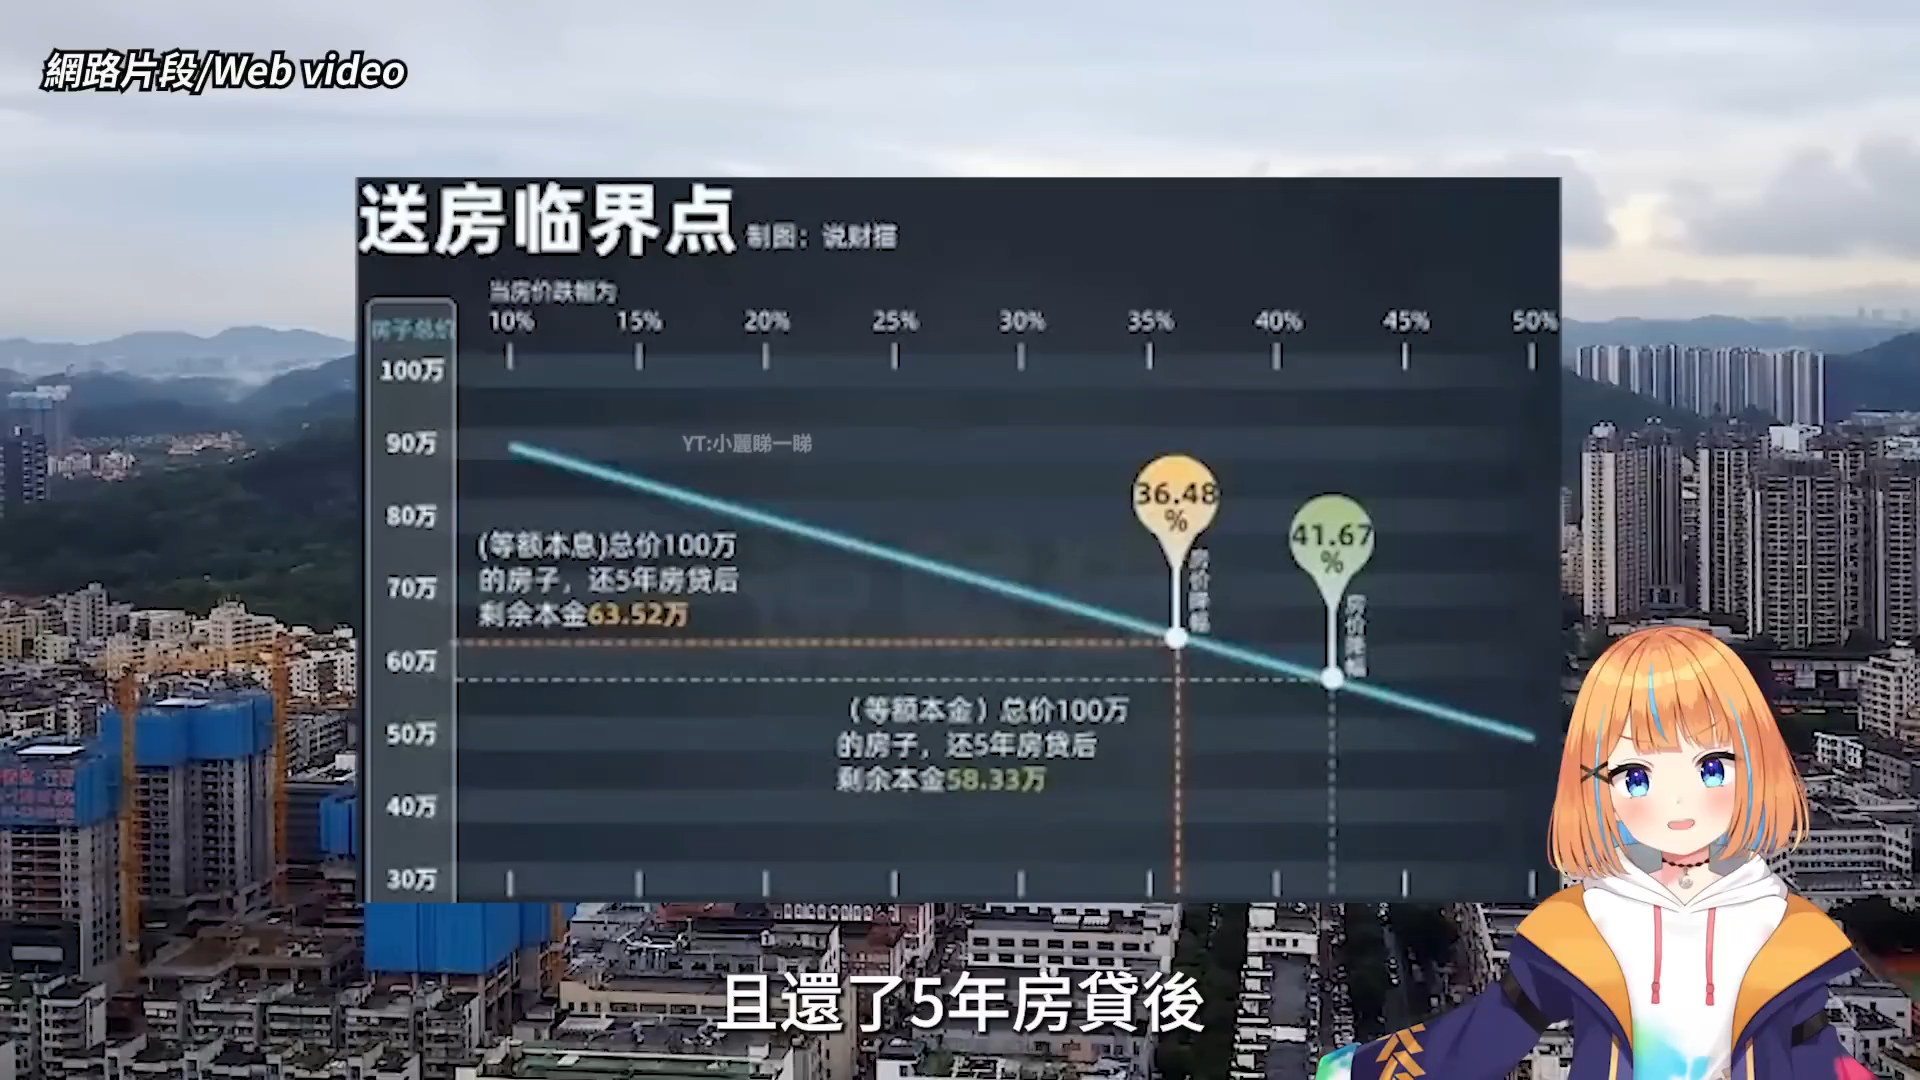 網路片段/Web video
送房临界点 制图：说财猫
当房价跌幅为
10% 15% 20% 25% 30% 35% 40% 45% 50%
房子总价
100万
90万
80万
70万
60万
50万
40万
30万
YT:小麗睇一睇
36.48
%
房价降幅
41.67
%
房价降幅
(等额本息)总价100万
的房子，还5年房贷后
剩余本金63.52万
（等额本金）总价100万
的房子，还5年房贷后
剩余本金58.33万
且還了5年房貸後